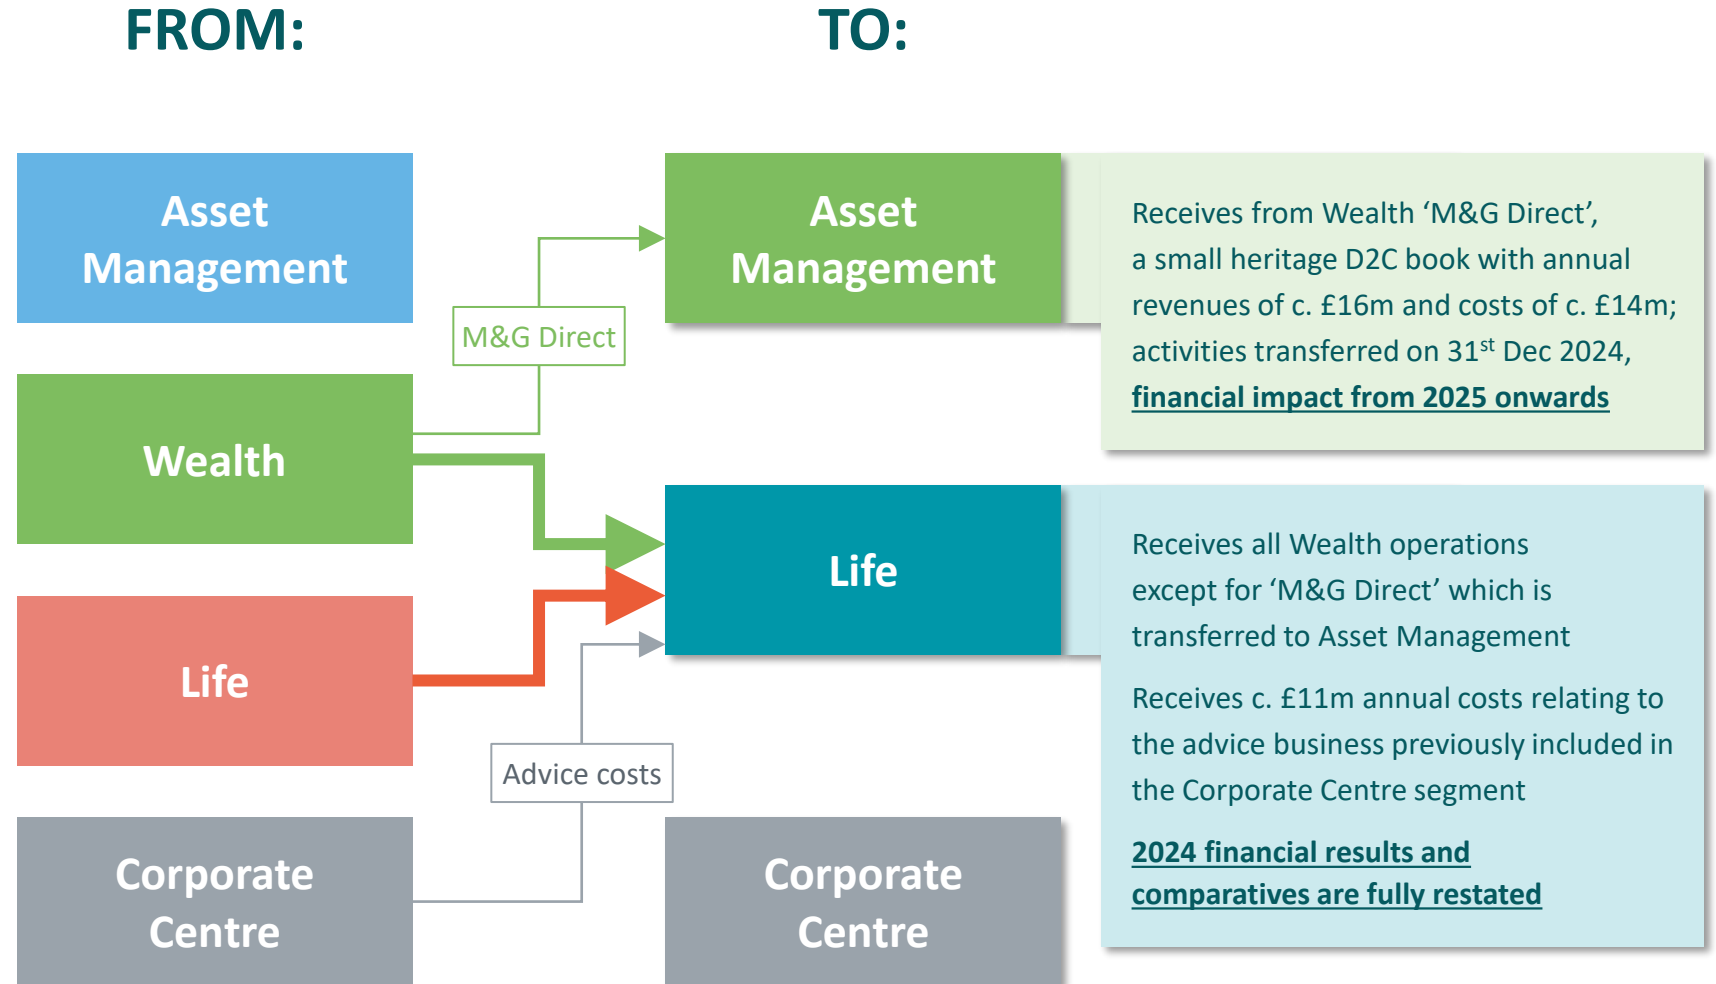 FROM:
TO:
Asset
Management
Wealth
Life
Corporate
Centre
M&G Direct
Advice costs
Asset
Management
Receives from Wealth ‘M&G Direct’,
a small heritage D2C book with annual
revenues of c. £16m and costs of c. £14m;
activities transferred on 31st Dec 2024,
financial impact from 2025 onwards
Life
Receives all Wealth operations
except for ‘M&G Direct’ which is
transferred to Asset Management
Receives c. £11m annual costs relating to
the advice business previously included in
the Corporate Centre segment
2024 financial results and
comparatives are fully restated
Corporate
Centre